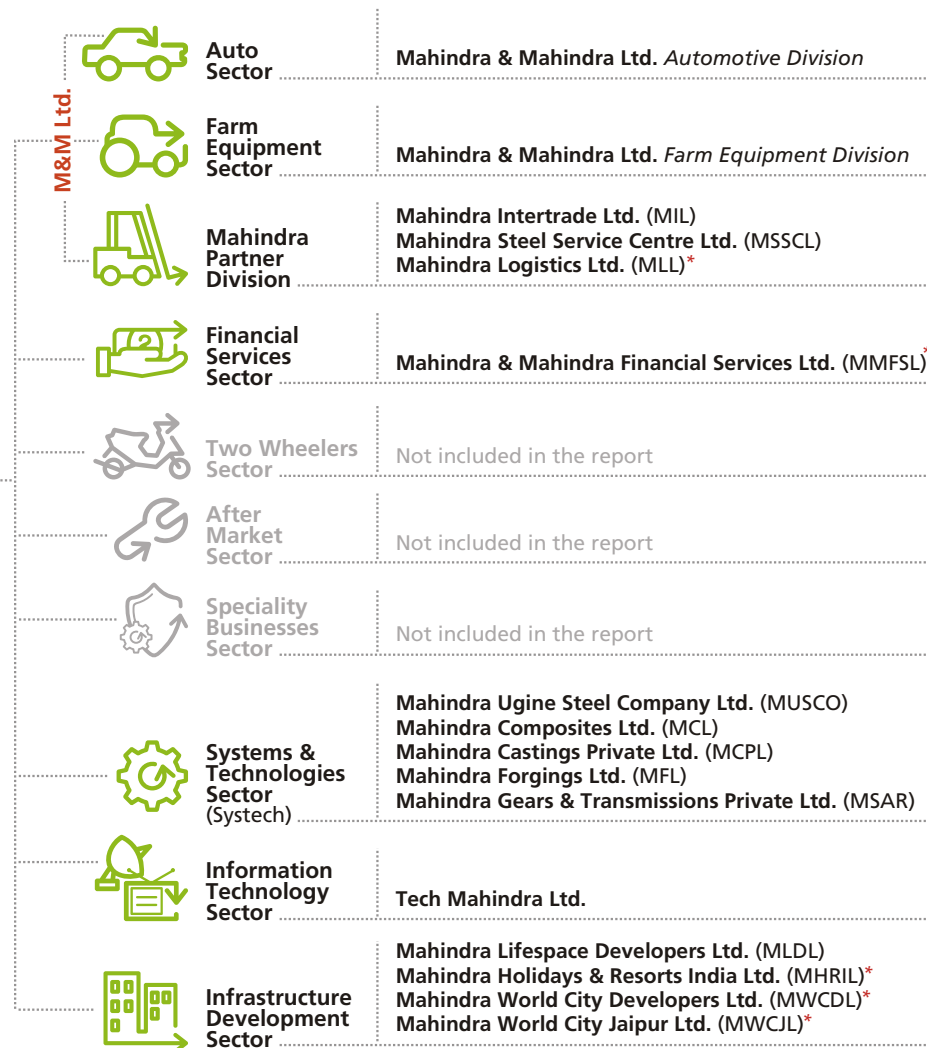 M&M Ltd.
Auto
Sector
Mahindra & Mahindra Ltd. Automotive Division
Farm
Equipment
Sector
Mahindra & Mahindra Ltd. Farm Equipment Division
Mahindra
Partner
Division
Mahindra Intertrade Ltd. (MIL)
Mahindra Steel Service Centre Ltd. (MSSCL)
Mahindra Logistics Ltd. (MLL)*
Financial
Services
Sector
Mahindra & Mahindra Financial Services Ltd. (MMFSL)*
Two Wheelers
Sector
Not included in the report
After
Market
Sector
Not included in the report
Speciality
Businesses
Sector
Not included in the report
Systems &
Technologies
Sector
(Systech)
Mahindra Ugine Steel Company Ltd. (MUSCO)
Mahindra Composites Ltd. (MCL)
Mahindra Castings Private Ltd. (MCPL)
Mahindra Forgings Ltd. (MFL)
Mahindra Gears & Transmissions Private Ltd. (MSAR)
Information
Technology
Sector
Tech Mahindra Ltd.
Infrastructure
Development
Sector
Mahindra Lifespace Developers Ltd. (MLDL)
Mahindra Holidays & Resorts India Ltd. (MHRIL)*
Mahindra World City Developers Ltd. (MWCDL)*
Mahindra World City Jaipur Ltd. (MWCJL)*